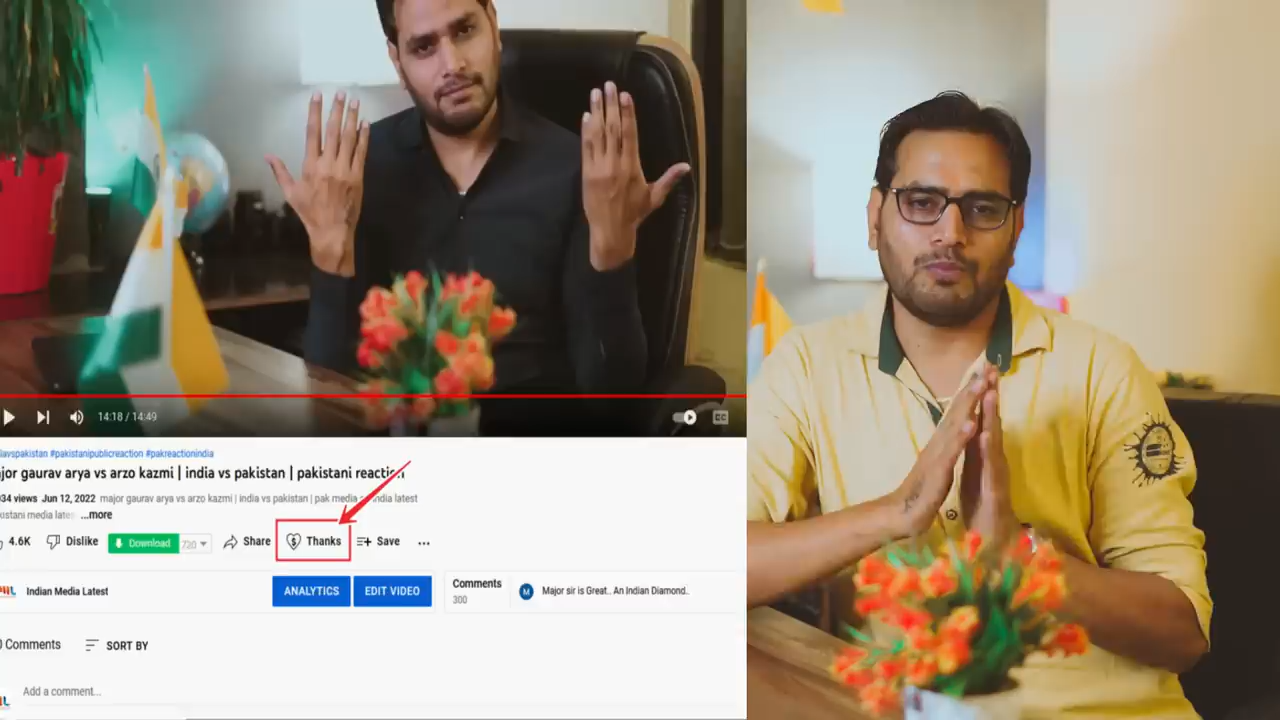 14:18 / 14:49
CC
#pakistanipublicreaction #pakreactionindia
gaurav arya vs arzo kazmi | india vs pakistan | pakistani
views Jun 12, 2022 major gaurav arya vs arzo kazmi | india vs pakistan | pak media india latest
media ...more
4.6K Dislike Download 720 Share Thanks Save ...
Indian Media Latest ANALYTICS EDIT VIDEO
Comments
300
M Major sir is Great.. An Indian Diamond..
Comments SORT BY
Add a comment...